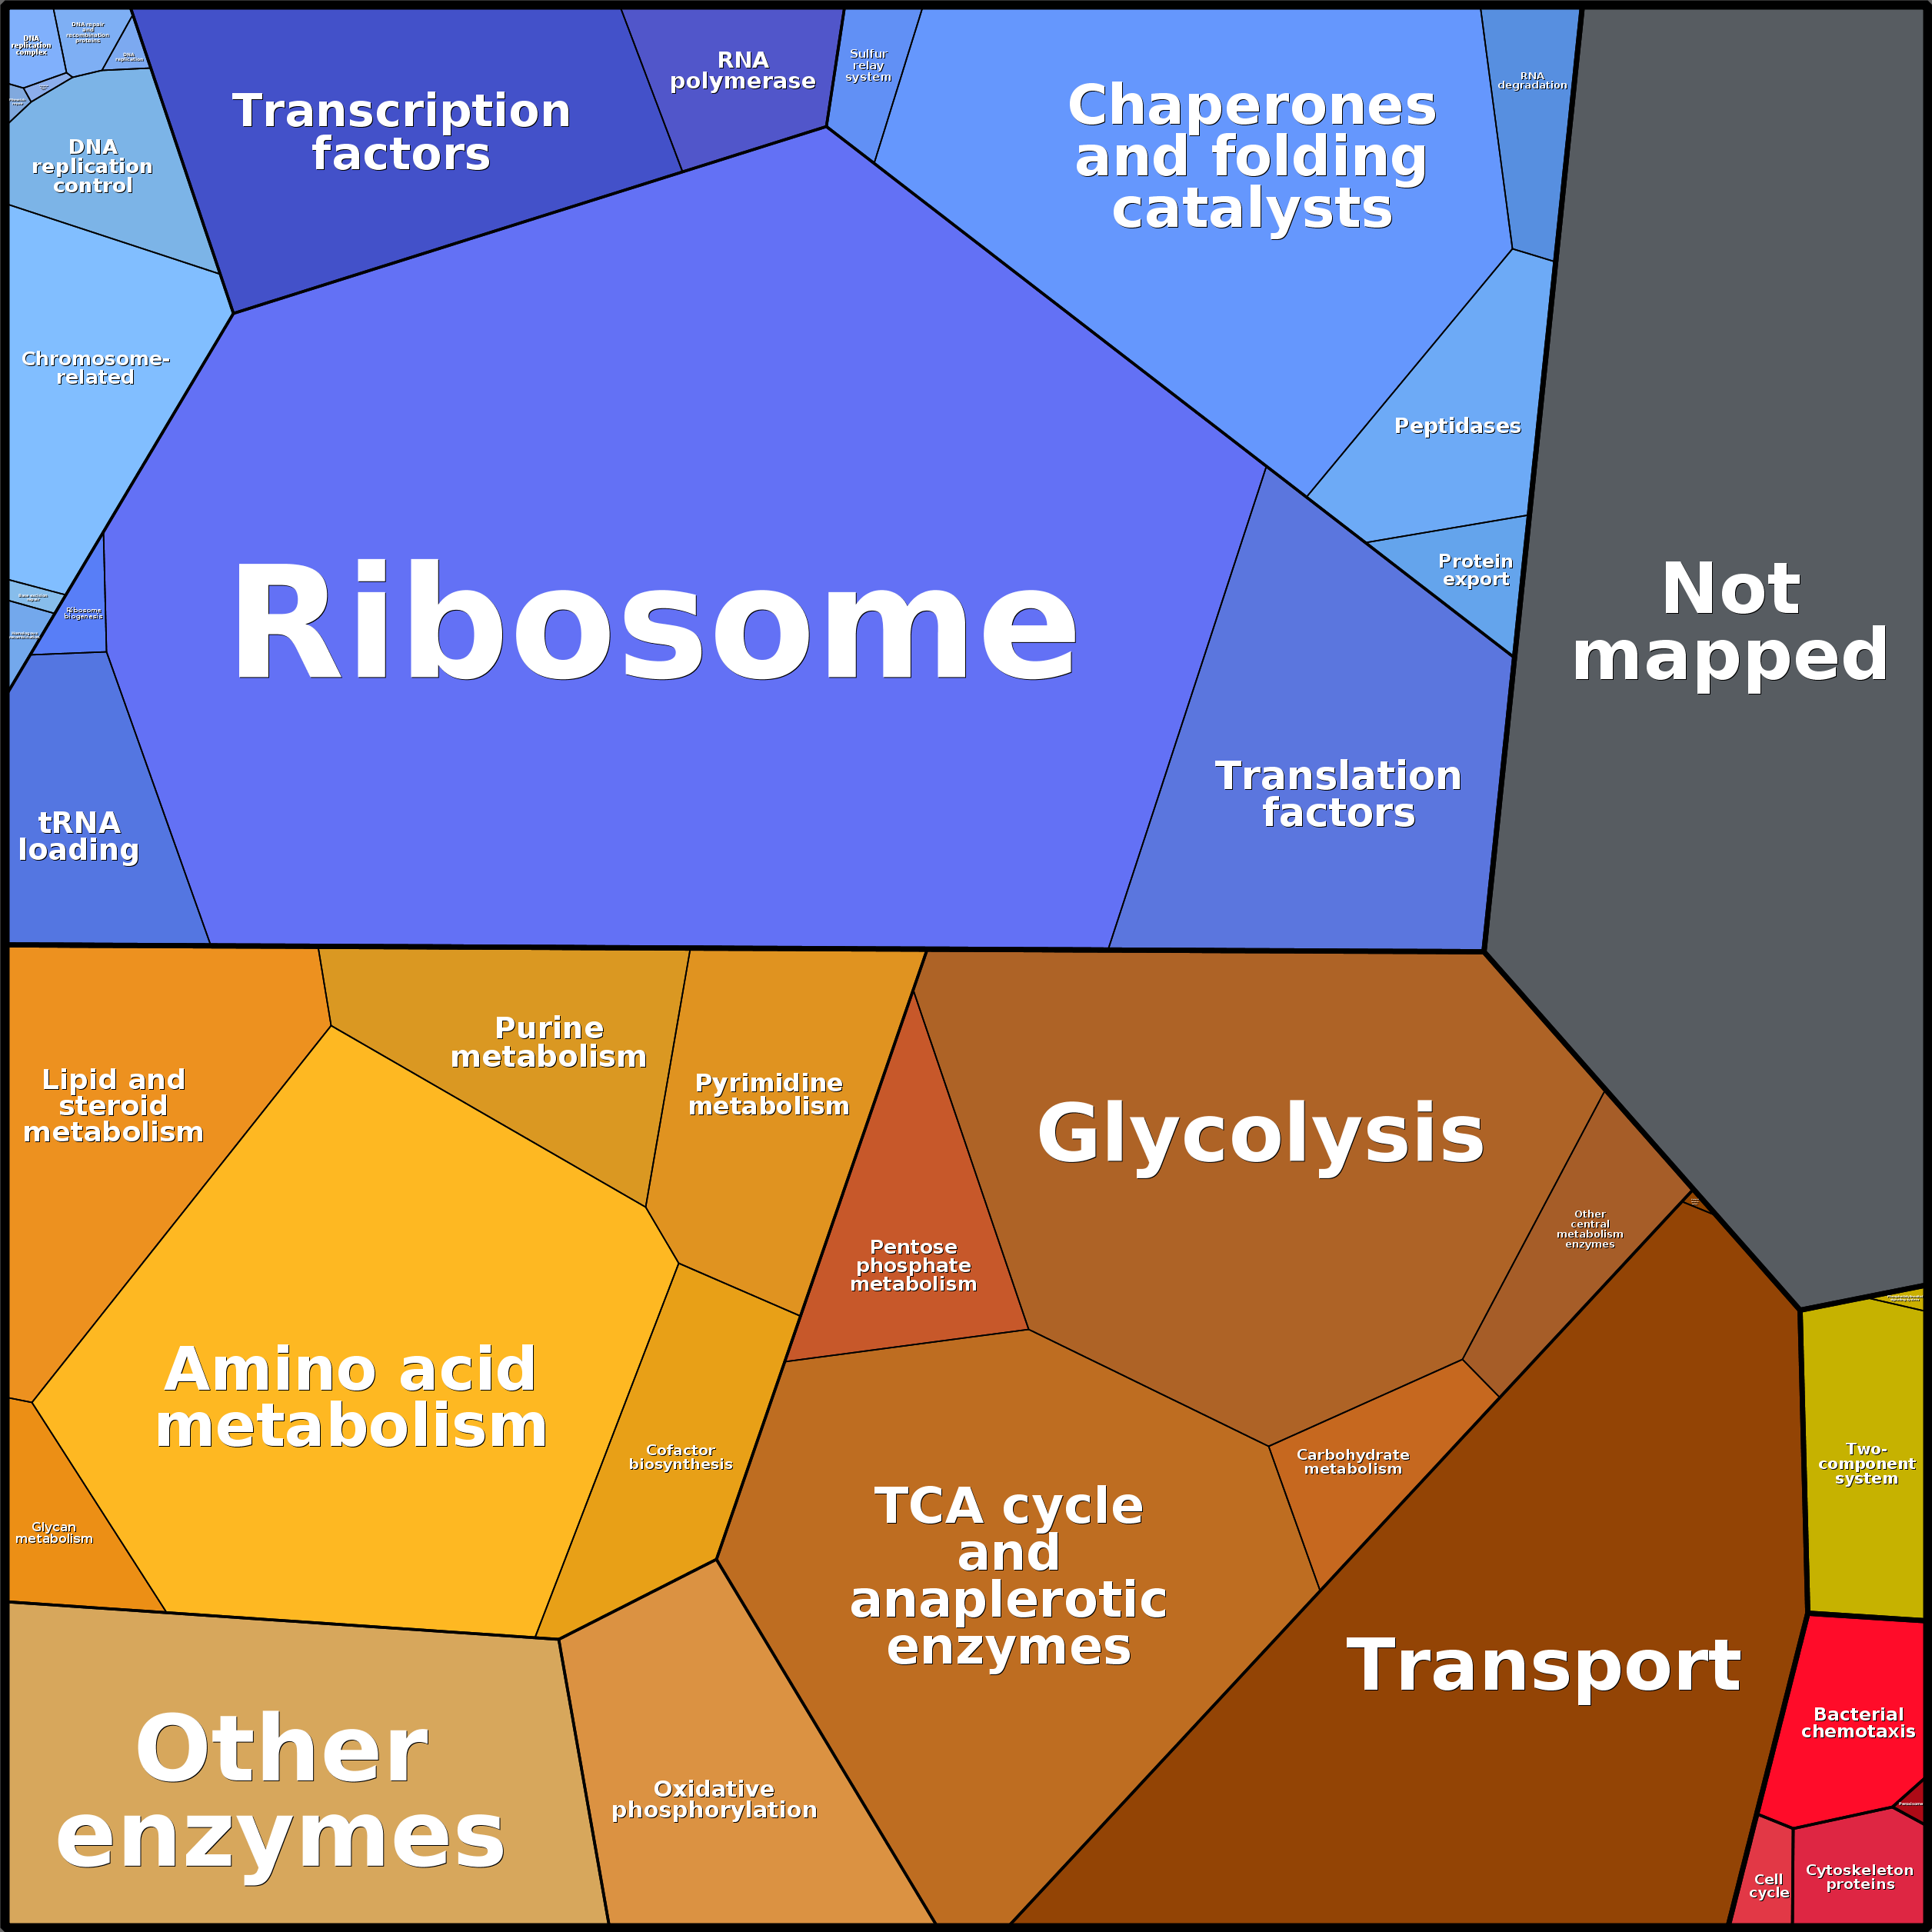 DNA
replication
complex
DNA repair
and
recombination
proteins
DNA
replication
DNA
replication
control
Chromosome-
related
Transcription
factors
RNA
polymerase
Sulfur
relay
system
Chaperones
and folding
catalysts
RNA
degradation
Peptidases
Protein
export
Not
mapped
Ribosome
Ribosome
biogenesis
tRNA
loading
Translation
factors
Lipid and
steroid
metabolism
Purine
metabolism
Pyrimidine
metabolism
Amino acid
metabolism
Cofactor
biosynthesis
Glycan
metabolism
Other
enzymes
Oxidative
phosphorylation
Pentose
phosphate
metabolism
Glycolysis
Other
central
metabolism
enzymes
Carbohydrate
metabolism
TCA cycle
and
anaplerotic
enzymes
Transport
Two-
component
system
Bacterial
chemotaxis
Cell
cycle
Cytoskeleton
proteins